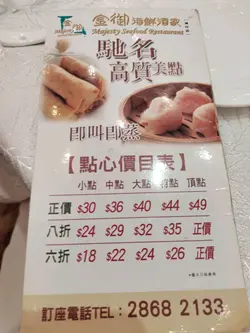 金御海鮮酒家
Majesty Seafood Restaurant
馳名
高質美點
即叫即蒸
【點心價目表】
小點 中點 大點 特點 頂點
正價 $30 $36 $40 $44 $49
八折 $24 $29 $32 $35 正價
六折 $18 $22 $24 $26 正價
訂座電話TEL：2868 2133